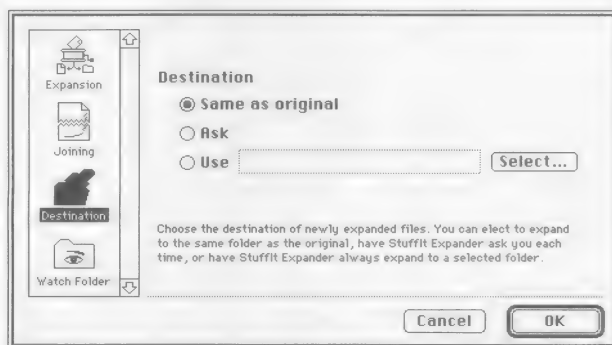 Expansion
Joining
Destination
Watch Folder
Destination
Same as original
Ask
Use
Select...
Choose the destination of newly expanded files. You can elect to expand
to the same folder as the original, have StuffIt Expander ask you each
time, or have StuffIt Expander always expand to a selected folder.
Cancel
OK